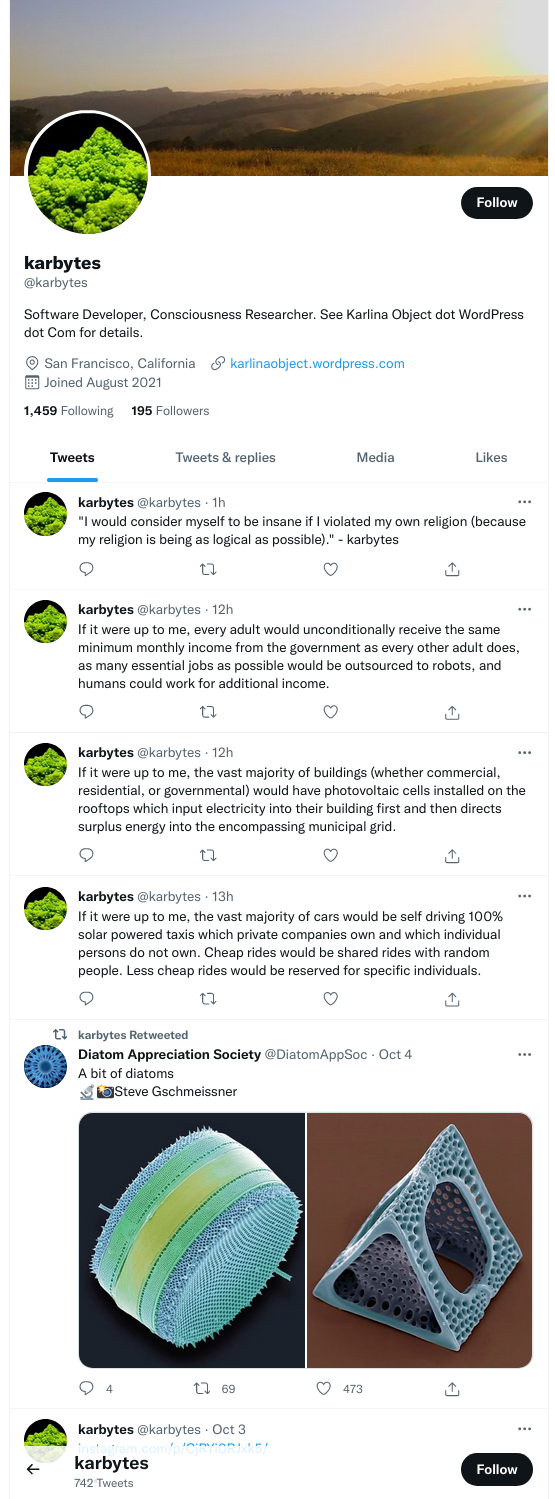 Follow
karbytes
@karbytes
Software Developer, Consciousness Researcher. See Karlina Object dot WordPress
dot Com for details.
San Francisco, California karlinaobject.wordpress.com
Joined August 2021
1,459 Following 195 Followers
Tweets Tweets & replies Media Likes
karbytes @karbytes · 1h
"I would consider myself to be insane if I violated my own religion (because
my religion is being as logical as possible)." - karbytes
karbytes @karbytes · 12h
If it were up to me, every adult would unconditionally receive the same
minimum monthly income from the government as every other adult does,
as many essential jobs as possible would be outsourced to robots, and
humans could work for additional income.
karbytes @karbytes · 12h
If it were up to me, the vast majority of buildings (whether commercial,
residential, or governmental) would have photovoltaic cells installed on the
rooftops which input electricity into their building first and then directs
surplus energy into the encompassing municipal grid.
karbytes @karbytes · 13h
If it were up to me, the vast majority of cars would be self driving 100%
solar powered taxis which private companies own and which individual
persons do not own. Cheap rides would be shared rides with random
people. Less cheap rides would be reserved for specific individuals.
karbytes Retweeted
Diatom Appreciation Society @DiatomAppSoc · Oct 4
A bit of diatoms
🔬📸Steve Gschmeissner
4 69 473
karbytes @karbytes · Oct 3
karbytes
742 Tweets
Follow